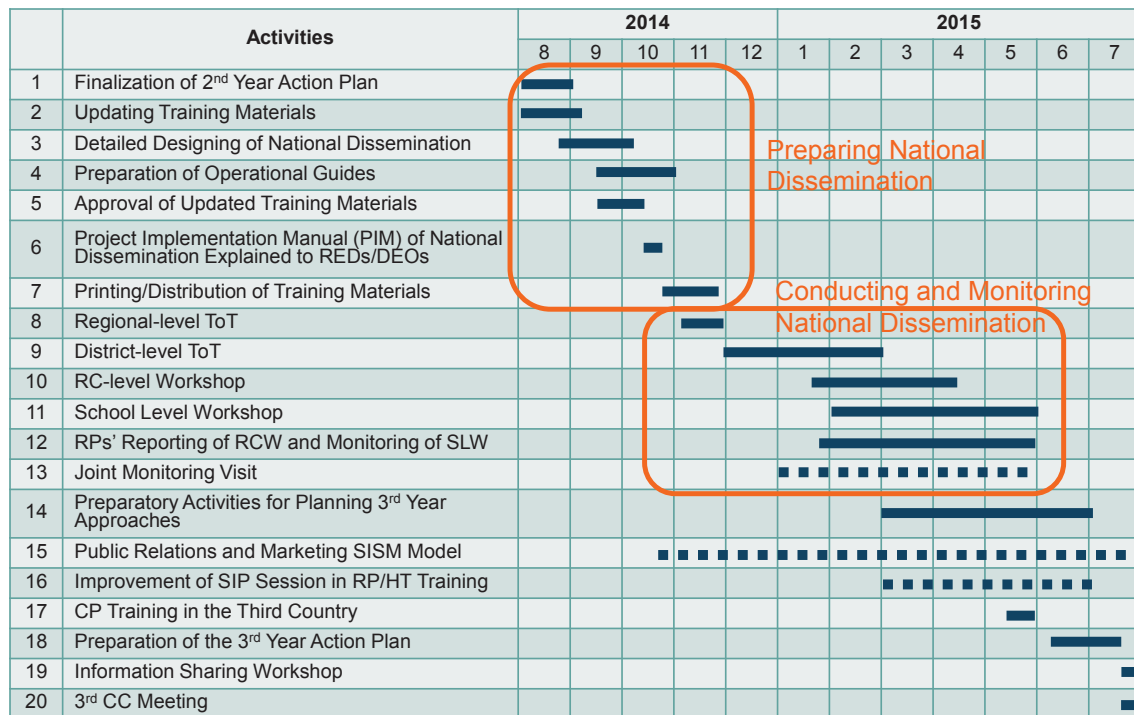 Activities
2014
2015
8 9 10 11 12 1 2 3 4 5 6 7
1 Finalization of 2nd Year Action Plan
2 Updating Training Materials
3 Detailed Designing of National Dissemination
4 Preparation of Operational Guides
5 Approval of Updated Training Materials
6 Project Implementation Manual (PIM) of National
Dissemination Explained to REDs/DEOs
7 Printing/Distribution of Training Materials
8 Regional-level ToT
9 District-level ToT
10 RC-level Workshop
11 School Level Workshop
12 RPs' Reporting of RCW and Monitoring of SLW
13 Joint Monitoring Visit
14 Preparatory Activities for Planning 3rd Year
Approaches
15 Public Relations and Marketing SISM Model
16 Improvement of SIP Session in RP/HT Training
17 CP Training in the Third Country
18 Preparation of the 3rd Year Action Plan
19 Information Sharing Workshop
20 3rd CC Meeting
Preparing National
Dissemination
Conducting and Monitoring
National Dissemination